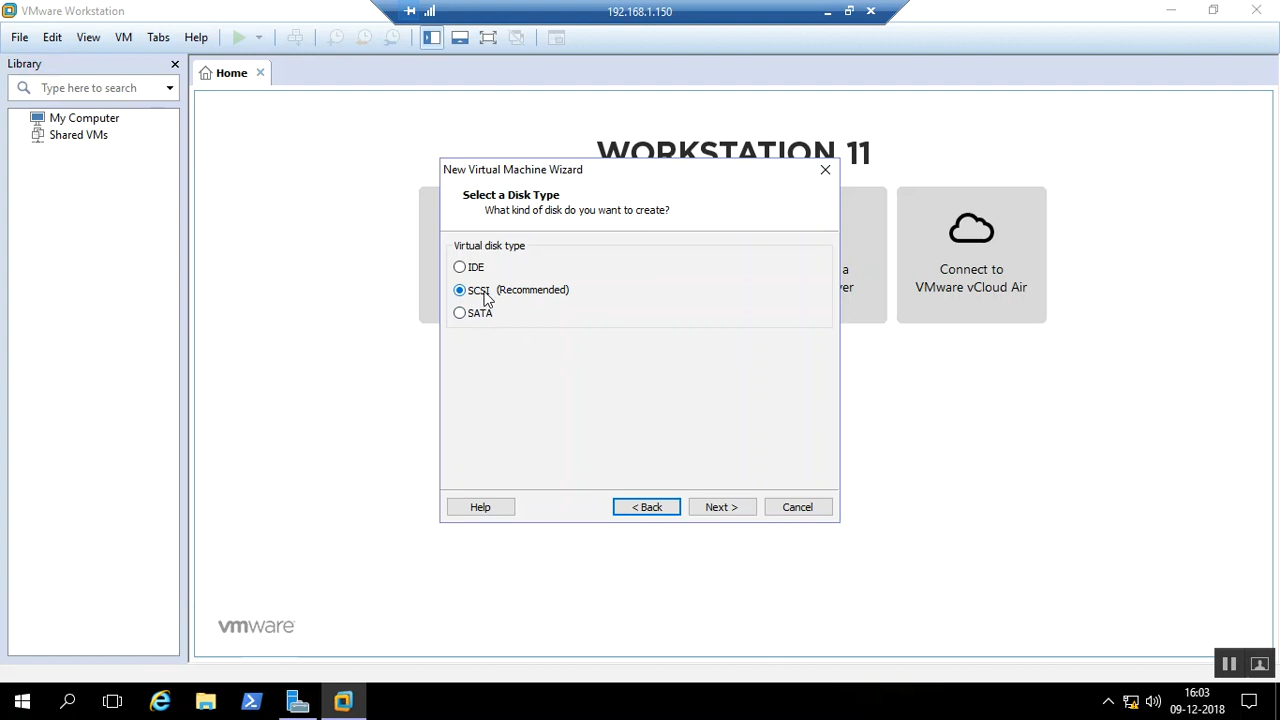 VMware Workstation
192.168.1.150
File Edit View VM Tabs Help
Library
Home
Type here to search
My Computer
Shared VMs
WORKSTATION 11
New Virtual Machine Wizard
Select a Disk Type
What kind of disk do you want to create?
Virtual disk type
IDE
SCSI (Recommended)
SATA
a
ver
Connect to
VMware vCloud Air
Help
< Back
Next >
Cancel
vmware
16:03
09-12-2018